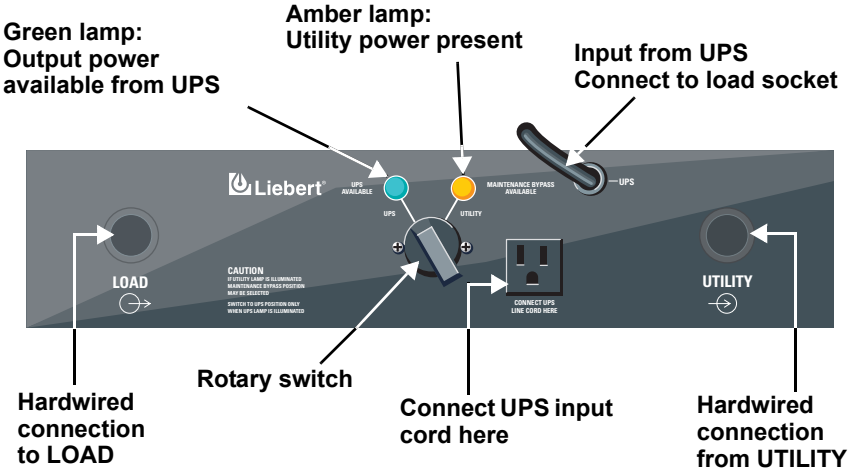 Green lamp:
Output power
available from UPS
Amber lamp:
Utility power present
Input from UPS
Connect to load socket
Liebert®
UPS
AVAILABLE
MAINTENANCE BYPASS
AVAILABLE
UPS
UPS
UTILITY
LOAD
CAUTION
IF UTILITY LAMP IS ILLUMINATED
MAINTENANCE BYPASS POSITION
MAY BE SELECTED
SWITCH TO UPS POSITION ONLY
WHEN UPS LAMP IS ILLUMINATED
CONNECT UPS
LINE CORD HERE
UTILITY
Hardwired
connection
to LOAD
Rotary switch
Connect UPS input
cord here
Hardwired
connection
from UTILITY